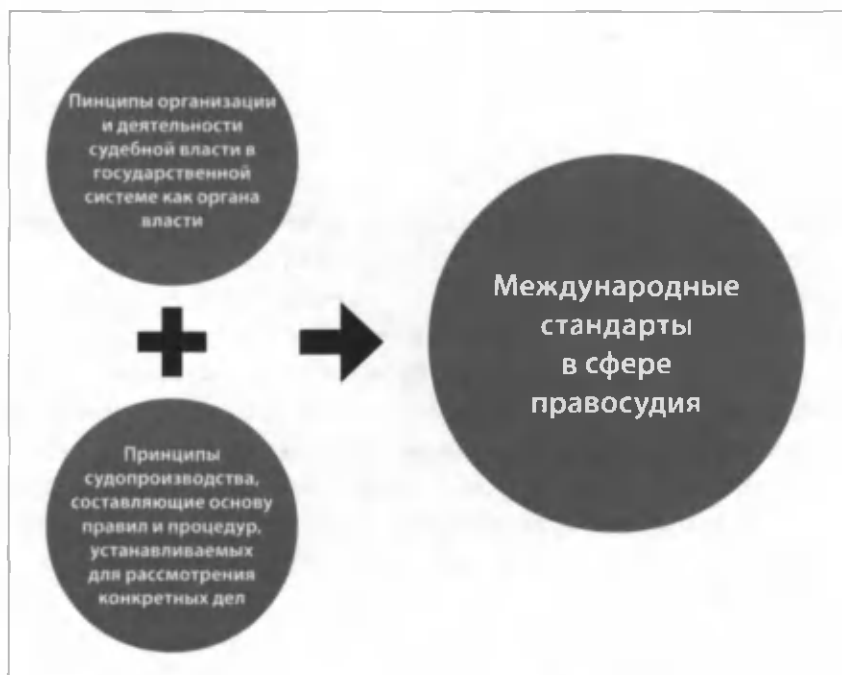 Пинципы организации
и деятельности
судебной власти в
государственной
системе как органа
власти
Принципы
судопроизводства,
составляющие основу
правил и процедур,
устанавливаемых
для рассмотрения
конкретных дел
Международные
стандарты
в сфере
правосудия